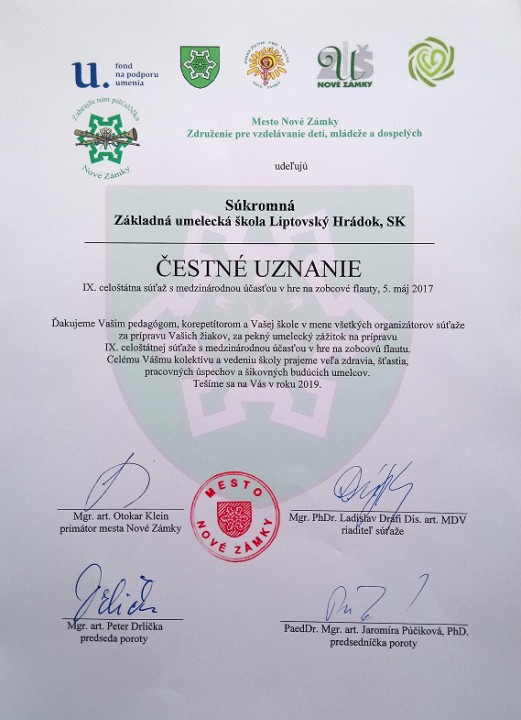 u. fond
na podporu
umenia
ZUŠ
NOVÉ ZÁMKY
Zahrajte nám píšťaločka
Nové Zámky
Mesto Nové Zámky
Združenie pre vzdelávanie detí, mládeže a dospelých
udeľujú
Súkromná
Základná umelecká škola Liptovský Hrádok, SK
ČESTNÉ UZNANIE
IX. celoštátna súťaž s medzinárodnou účasťou v hre na zobcové flauty, 5. máj 2017
Ďakujeme Vašim pedagógom, korepetítorom a Vašej škole v mene všetkých organizátorov súťaže
za prípravu Vašich žiakov, za pekný umelecký zážitok na prípravu
IX. celoštátnej súťaže s medzinárodnou účasťou v hre na zobcovú flautu.
Celému Vášmu kolektívu a vedeniu školy prajeme veľa zdravia, šťastia,
pracovných úspechov a šikovných budúcich umelcov.
Tešíme sa na Vás v roku 2019.
MESTO
NOVÉ ZÁMKY
Mgr. art. Otokar Klein
primátor mesta Nové Zámky
Mgr. PhDr. Ladislav Dráfi Dis. art. MDV
riaditeľ súťaže
Mgr. art. Peter Drlička
predseda poroty
PaedDr. Mgr. art. Jaromíra Púčiková, PhD.
predsedníčka poroty